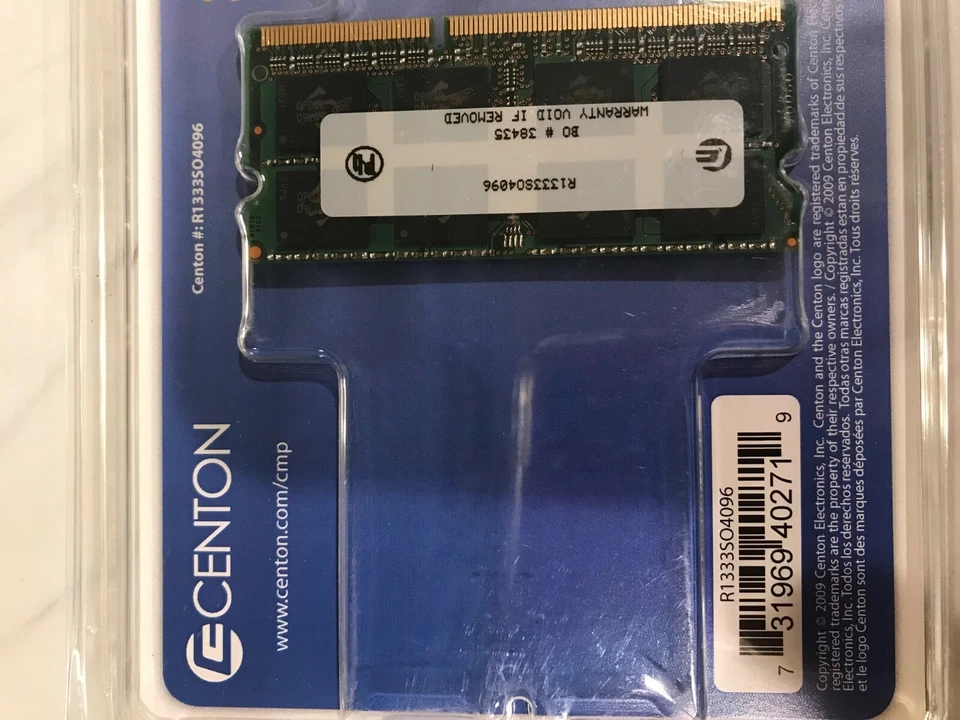 WARRANTY VOID IF REMOVED
BO # 38435
R1333SO4096
Pb
Centon #: R1333SO4096
CENTON
www.centon.com/cmp
R1333SO4096
7 31969 40271 9
Copyright © 2009 Centon Electronics, Inc. Centon and the Centon logo are registered trademarks of Centon
registered trademarks are the property of their respective owners. / Copyright © 2009 Centon Electronics, Inc.
Electronics, Inc. Todos los derechos reservados. Todas otras marcas registradas estan en propiedad de sus respectivos
et le logo Centon sont des marques déposées par Centon Electronics, Inc. Tous droits réserves.